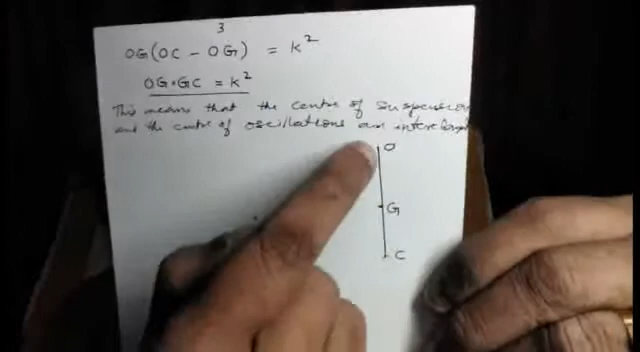 3
OG(OC - OG) = k²
OG•GC = k²
This means that the centre of suspension
and the centre of oscillations are
O
G
C